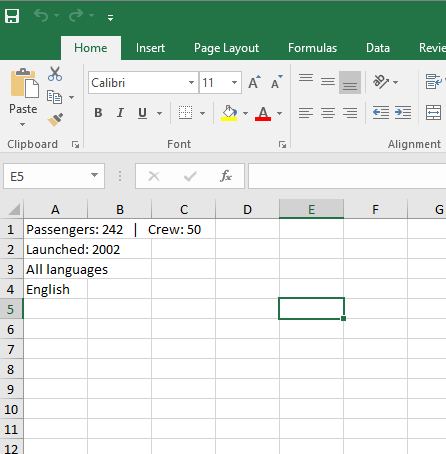 Home Insert Page Layout Formulas Data Revie
Calibri 11 A A
Paste B I U A
Clipboard Font Alignment
E5 fx
A B C D E F G
1 Passengers: 242 | Crew: 50
2 Launched: 2002
3 All languages
4 English
5
6
7
8
9
10
11
12